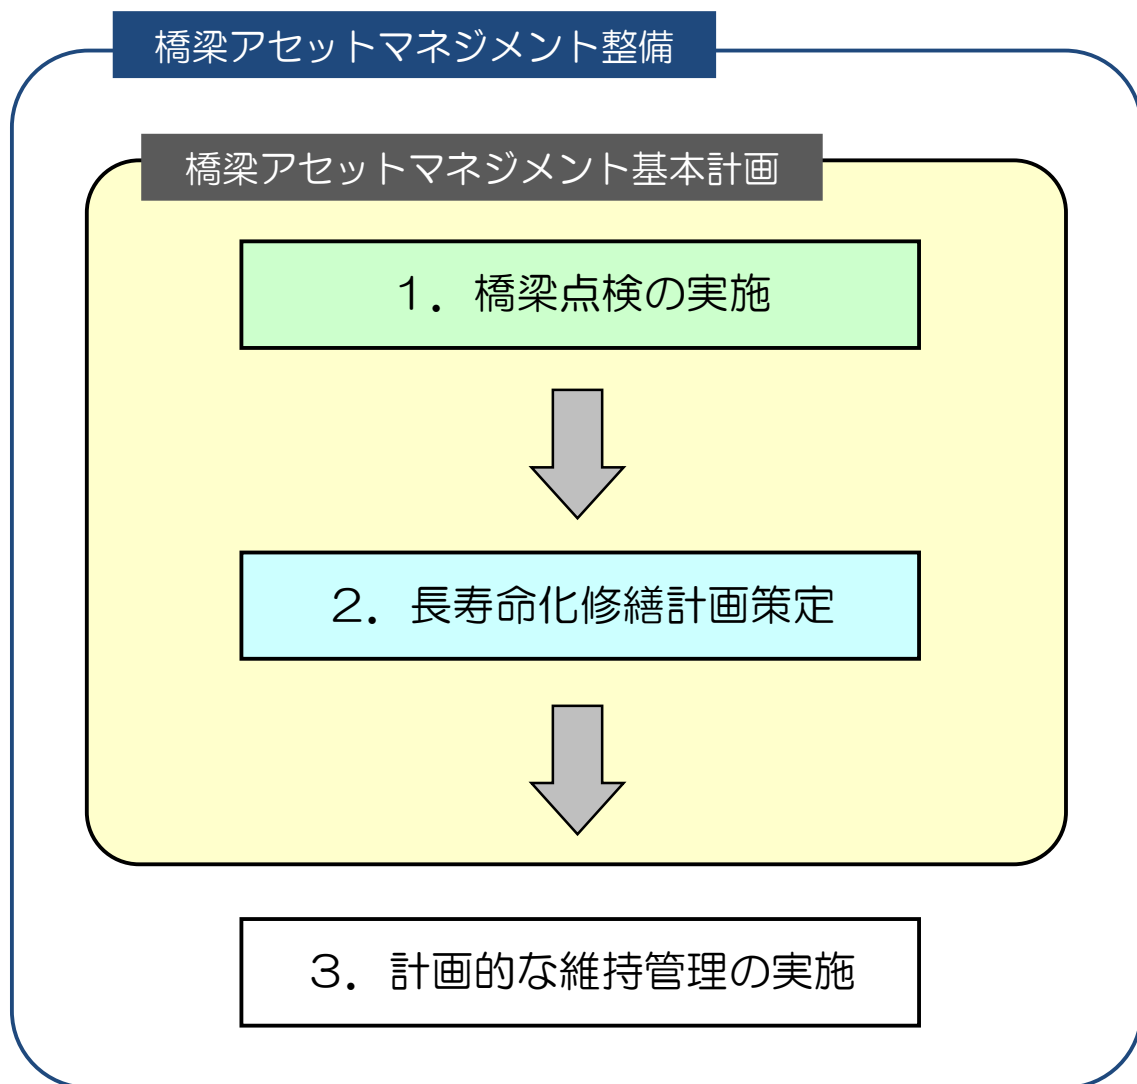 橋梁アセットマネジメント整備
橋梁アセットマネジメント基本計画
１．橋梁点検の実施
２．長寿命化修繕計画策定
３．計画的な維持管理の実施